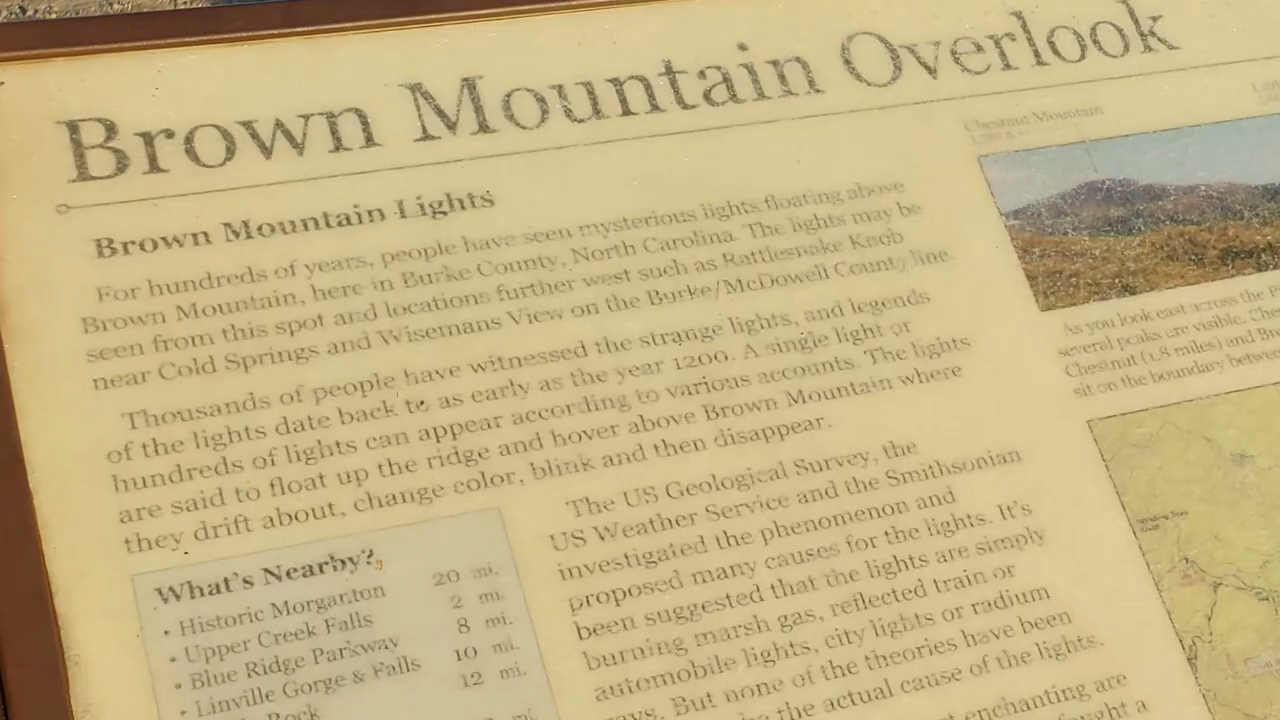 Brown Mountain Overlook
Brown Mountain Lights
For hundreds of years, people have seen mysterious lights floating above
Brown Mountain, here in Burke County, North Carolina. The lights may be
seen from this spot and locations further west such as Rattlesnake Knob
near Cold Springs and Wisemans View on the Burke/McDowell County line.
Thousands of people have witnessed the strange lights, and legends
of the lights date back to as early as the year 1200. A single light or
hundreds of lights can appear according to various accounts. The lights
are said to float up the ridge and hover above Brown Mountain where
they drift about, change color, blink and then disappear.
The US Geological Survey, the
US Weather Service and the Smithsonian
investigated the phenomenon and
proposed many causes for the lights. It's
been suggested that the lights are simply
burning marsh gas, reflected train or
automobile lights, city lights or radium
rays. But none of the theories have been
the actual cause of the lights.
enchanting are
What's Nearby?
• Historic Morganton 20 mi.
• Upper Creek Falls 2 mi.
• Blue Ridge Parkway 8 mi.
• Linville Gorge & Falls 10 mi.
Rock 12 mi.
mi.
Chestnut Mountain
As you look east across the
several peaks are visible.
Chestnut (1.8 miles) and
sit on the boundary between